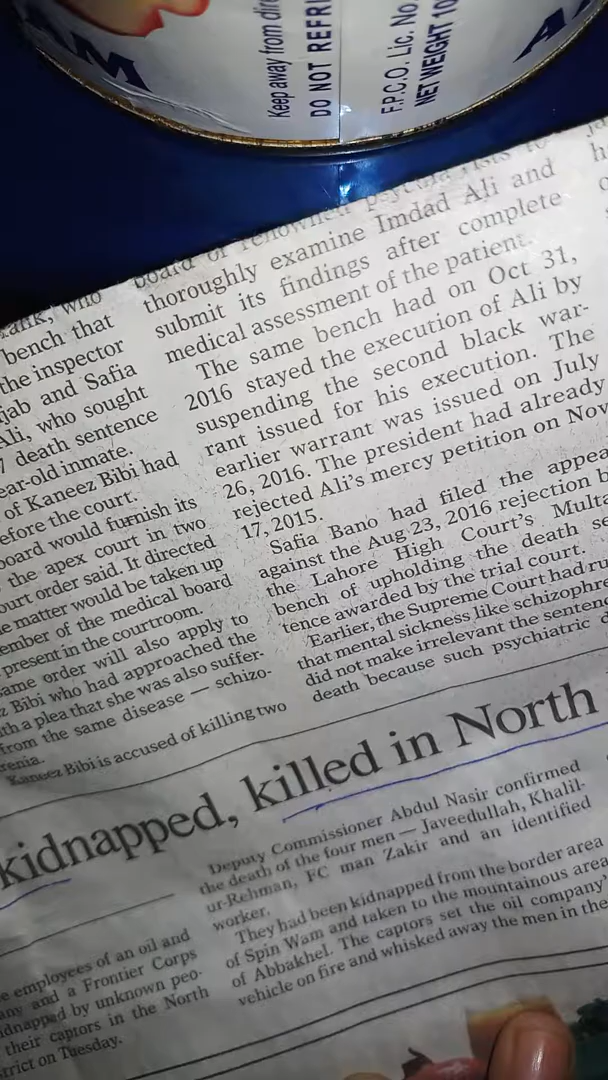 AM
Keep away from
DO NOT REFRI
F.P.C.O. Lic. No.
NET WEIGHT 10
A
who
bench that
the inspector
and Safia
Ali, who sought
death sentence
inmate.
of Kaneez Bibi had
before the court.
board would furnish its
the apex court in two
order said. It directed
matter would be taken up
of the medical board
present in the courtroom.
same order will also apply to
Bibi who had approached the
with a plea that she was also suffer-
from the same disease — schizo-
Kaneez Bibi is accused of killing two
board of renowned
thoroughly examine Imdad Ali and
submit its findings after complete
medical assessment of the patient.
The same bench had on Oct 31,
2016 stayed the execution of Ali by
suspending the second black war-
rant issued for his execution. The
earlier warrant was issued on July
26, 2016. The president had already
rejected Ali's mercy petition on Nov
17, 2015.
Safia Bano had filed the appea
against the Aug 23, 2016 rejection b
the Lahore High Court's Multa
bench of upholding the death se
tence awarded by the trial court.
Earlier, the Supreme Court had ru
that mental sickness like schizophre
did not make irrelevant the senten
death because such psychiatric d
kidnapped, killed in North
employees of an oil and
and a Frontier Corps
by unknown peo-
their captors in the North
on Tuesday.
Deputy Commissioner Abdul Nasir confirmed
the death of the four men — Javeedullah, Khalil-
ur-Rehman, FC man Zakir and an identified
worker.
They had been kidnapped from the border area
of Spin Wam and taken to the mountainous area
of Abbakhel. The captors set the oil company'
vehicle on fire and whisked away the men in the